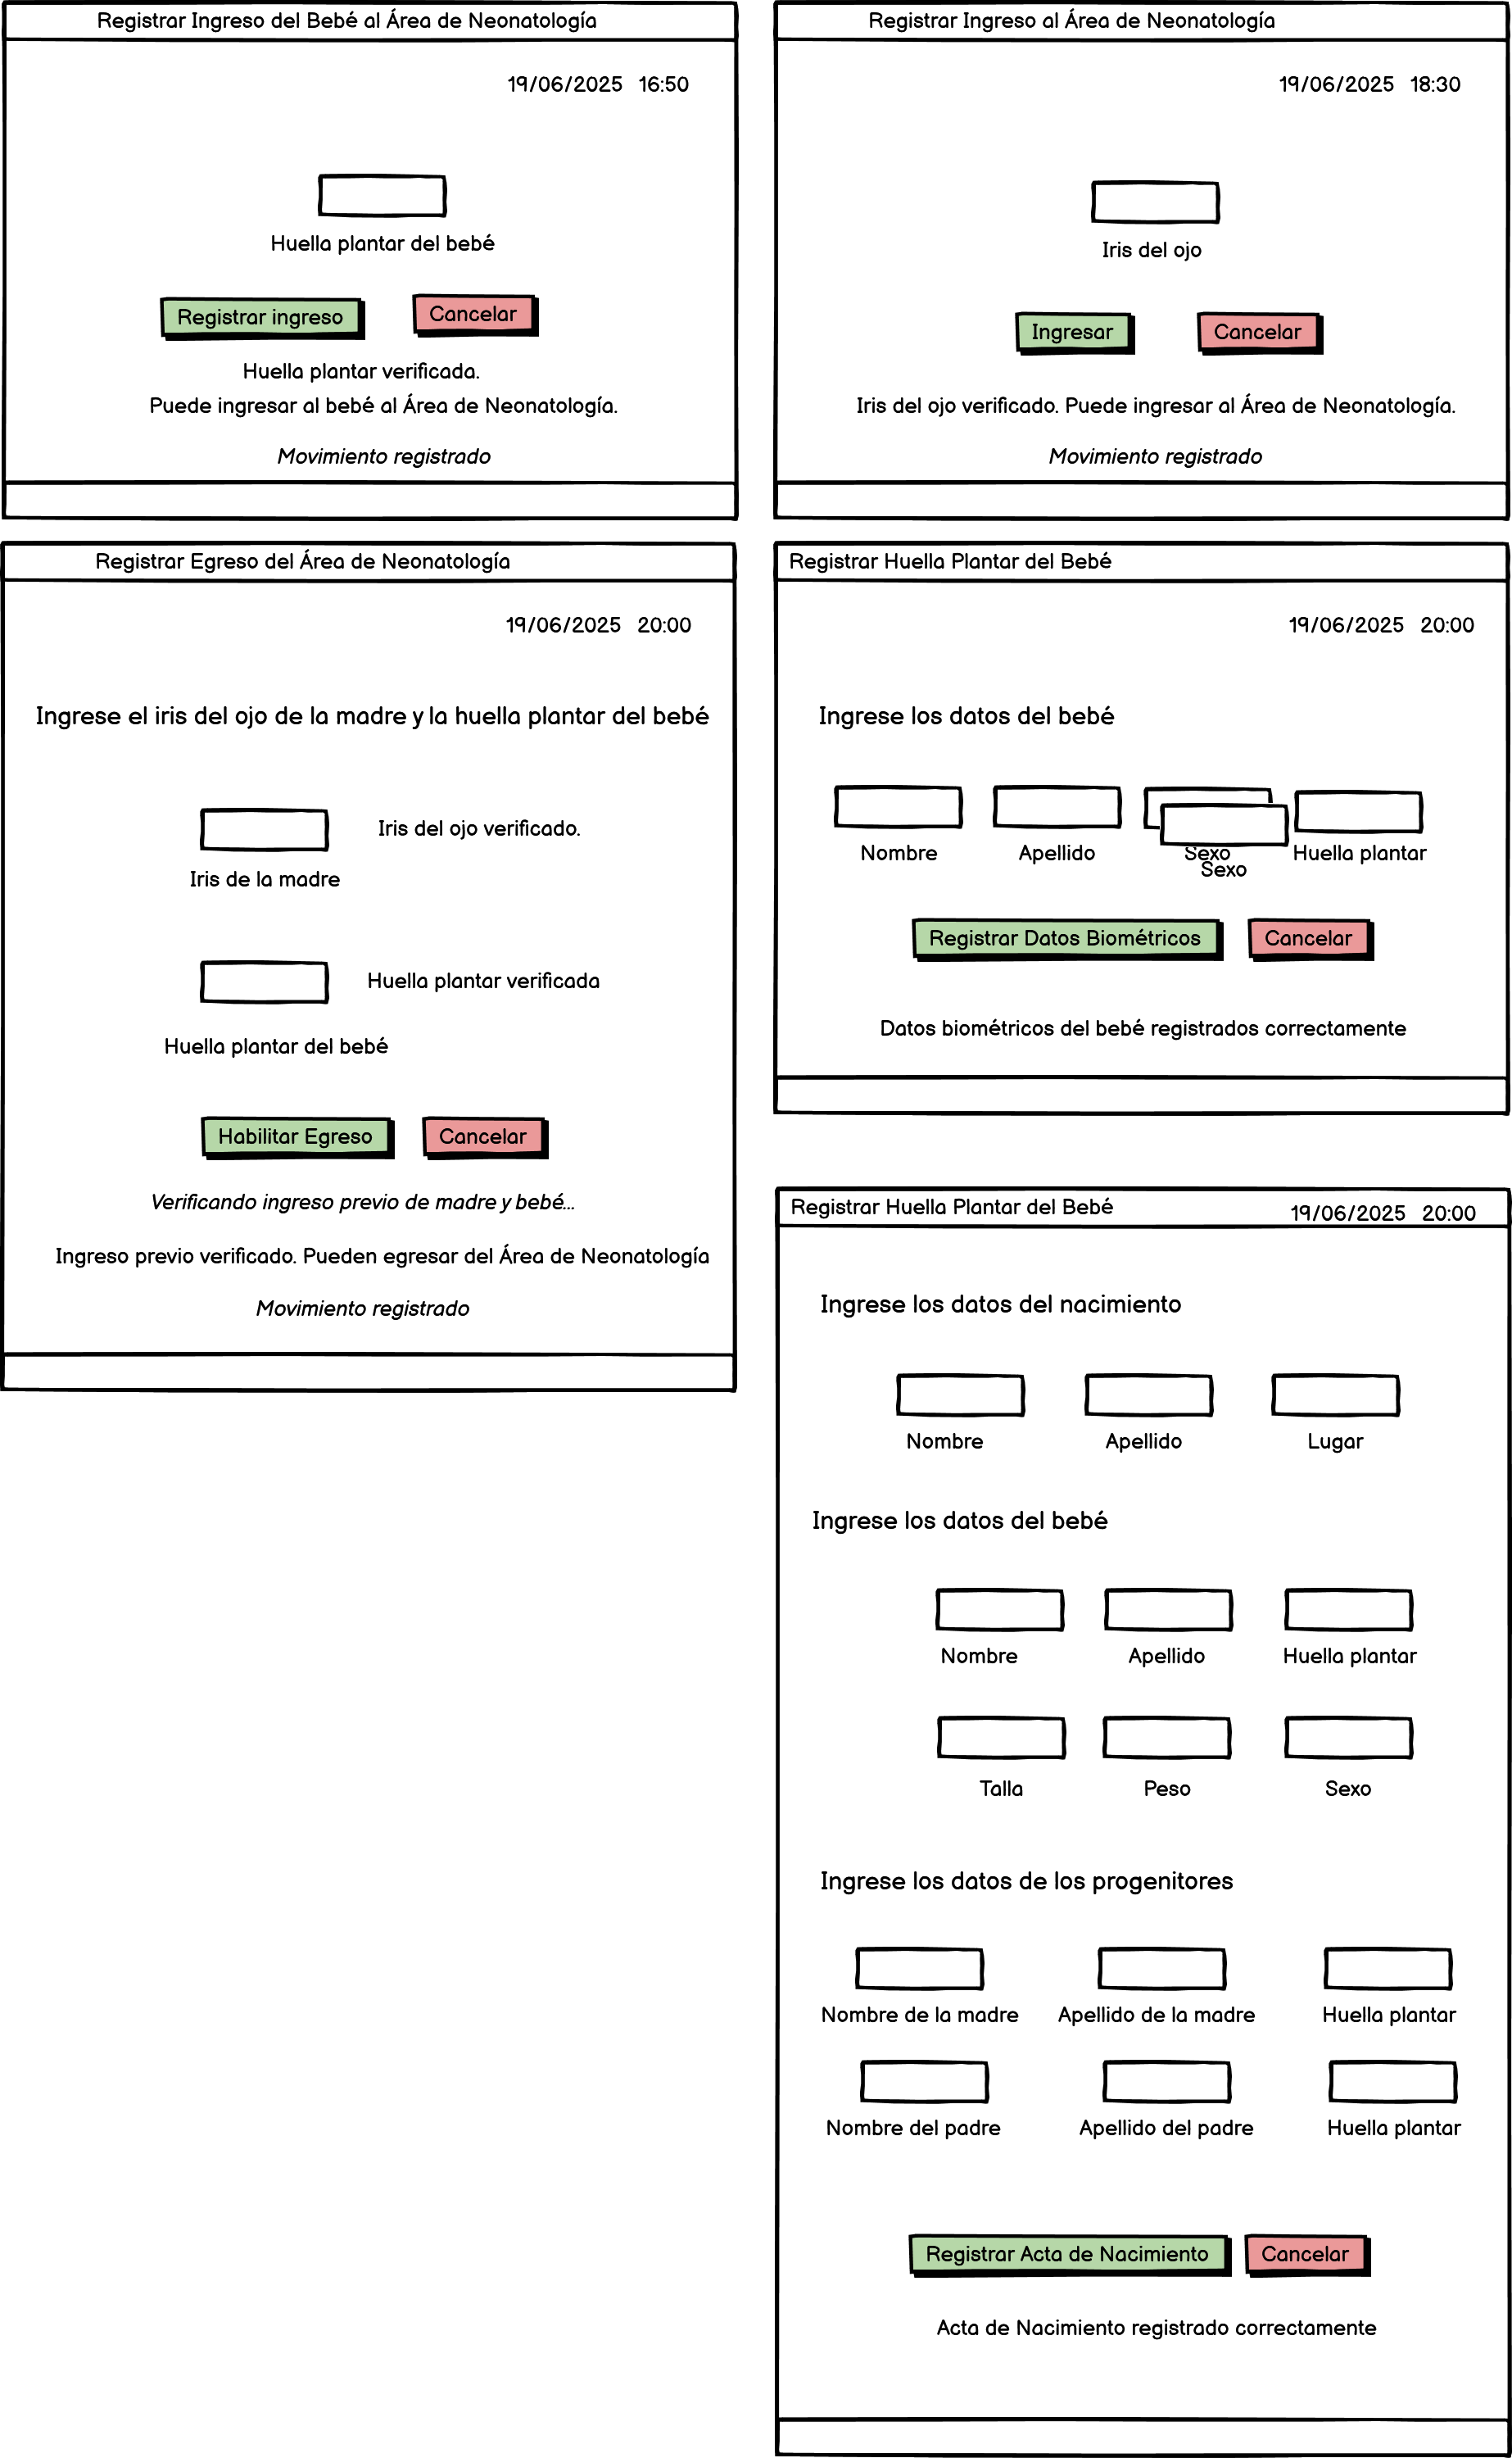 Registrar Ingreso del Bebé al Área de Neonatología
19/06/2025 16:50
Huella plantar del bebé
Registrar ingreso Cancelar
Huella plantar verificada.
Puede ingresar al bebé al Área de Neonatología.
Movimiento registrado
Registrar Ingreso al Área de Neonatología
19/06/2025 18:30
Iris del ojo
Ingresar Cancelar
Iris del ojo verificado. Puede ingresar al Área de Neonatología.
Movimiento registrado
Registrar Egreso del Área de Neonatología
19/06/2025 20:00
Ingrese el iris del ojo de la madre y la huella plantar del bebé
Iris del ojo verificado.
Iris de la madre
Huella plantar verificada
Huella plantar del bebé
Habilitar Egreso Cancelar
Verificando ingreso previo de madre y bebé...
Ingreso previo verificado. Pueden egresar del Área de Neonatología
Movimiento registrado
Registrar Huella Plantar del Bebé
19/06/2025 20:00
Ingrese los datos del bebé
Nombre Apellido Sexo Huella plantar
Sexo
Registrar Datos Biométricos Cancelar
Datos biométricos del bebé registrados correctamente
Registrar Huella Plantar del Bebé 19/06/2025 20:00
Ingrese los datos del nacimiento
Nombre Apellido Lugar
Ingrese los datos del bebé
Nombre Apellido Huella plantar
Talla Peso Sexo
Ingrese los datos de los progenitores
Nombre de la madre Apellido de la madre Huella plantar
Nombre del padre Apellido del padre Huella plantar
Registrar Acta de Nacimiento Cancelar
Acta de Nacimiento registrado correctamente